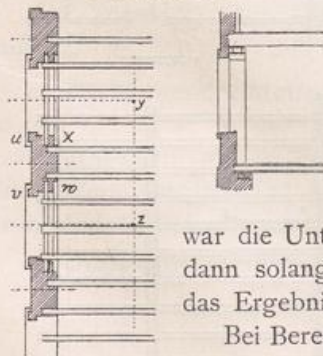 y
u X
v w
z
war die Unt
dann solang
das Ergebni
Bei Bere